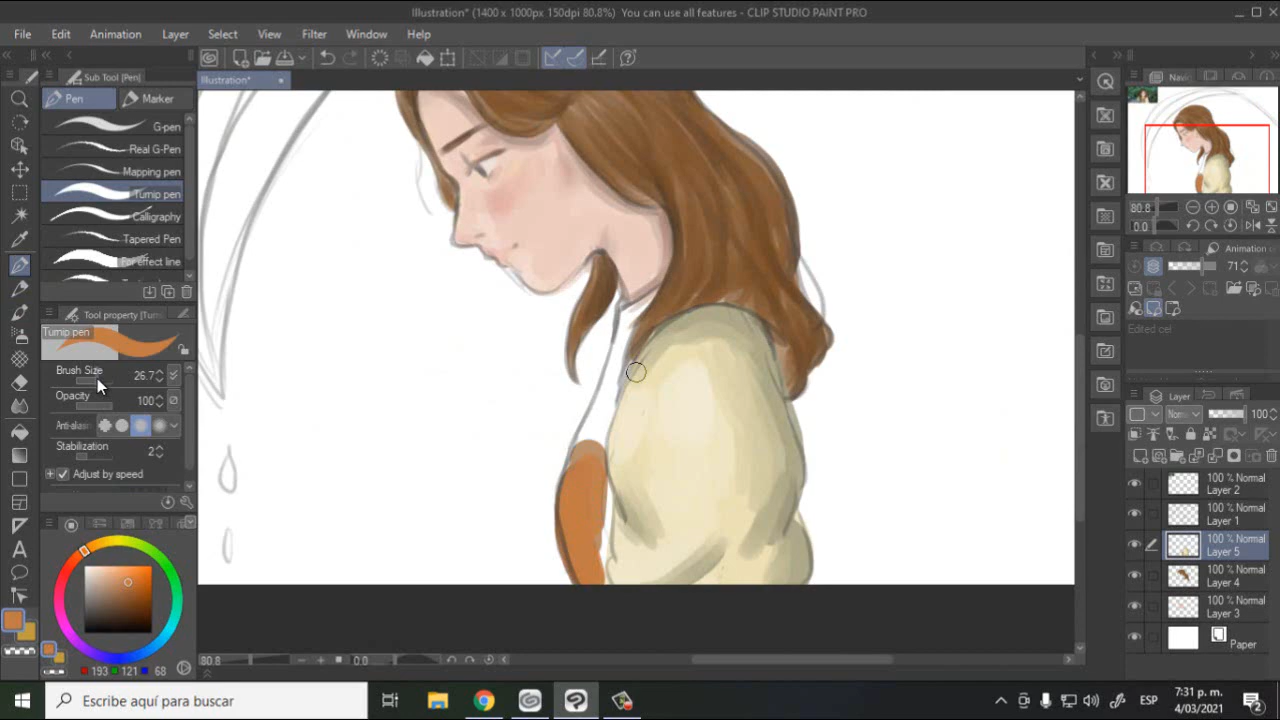 Illustration* (1400 x 1000px 150dpi 80.8%) You can use all features - CLIP STUDIO PAINT PRO
File Edit Animation Layer Select View Filter Window Help
Sub Tool [Pen]
Illustration*
Navi
Pen Marker
G-pen
Real G-Pen
Mapping pen
Turnip pen
Calligraphy
Tapered Pen
For effect line
80.8
0.0
Animation
71
Tool property [Turni
Turnip pen
Edited cel
Brush Size 26.7
Opacity 100
Anti-alias
Stabilization 2
Adjust by speed
Layer
Norma 100
100 % Normal
Layer 2
100 % Normal
Layer 1
100 % Normal
Layer 5
100 % Normal
Layer 4
100 % Normal
Layer 3
Paper
193 121 68
80.8 0.0
Escribe aquí para buscar
ESP
7:31 p. m.
4/03/2021
2